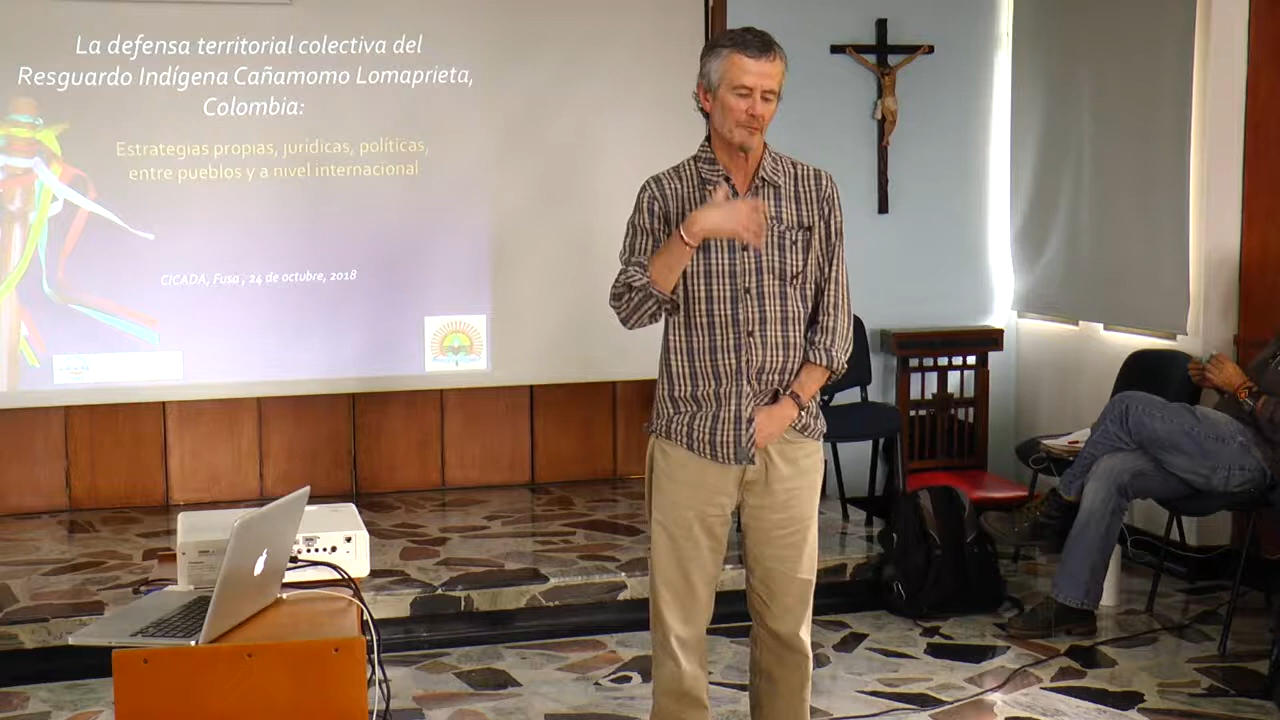 La defensa territorial colectiva del
Resguardo Indígena Cañamomo Lomaprieta,
Colombia:
Estrategias propias, jurídicas, políticas,
entre pueblos y a nivel internacional
CICADA, Fusa, 24 de octubre, 2018